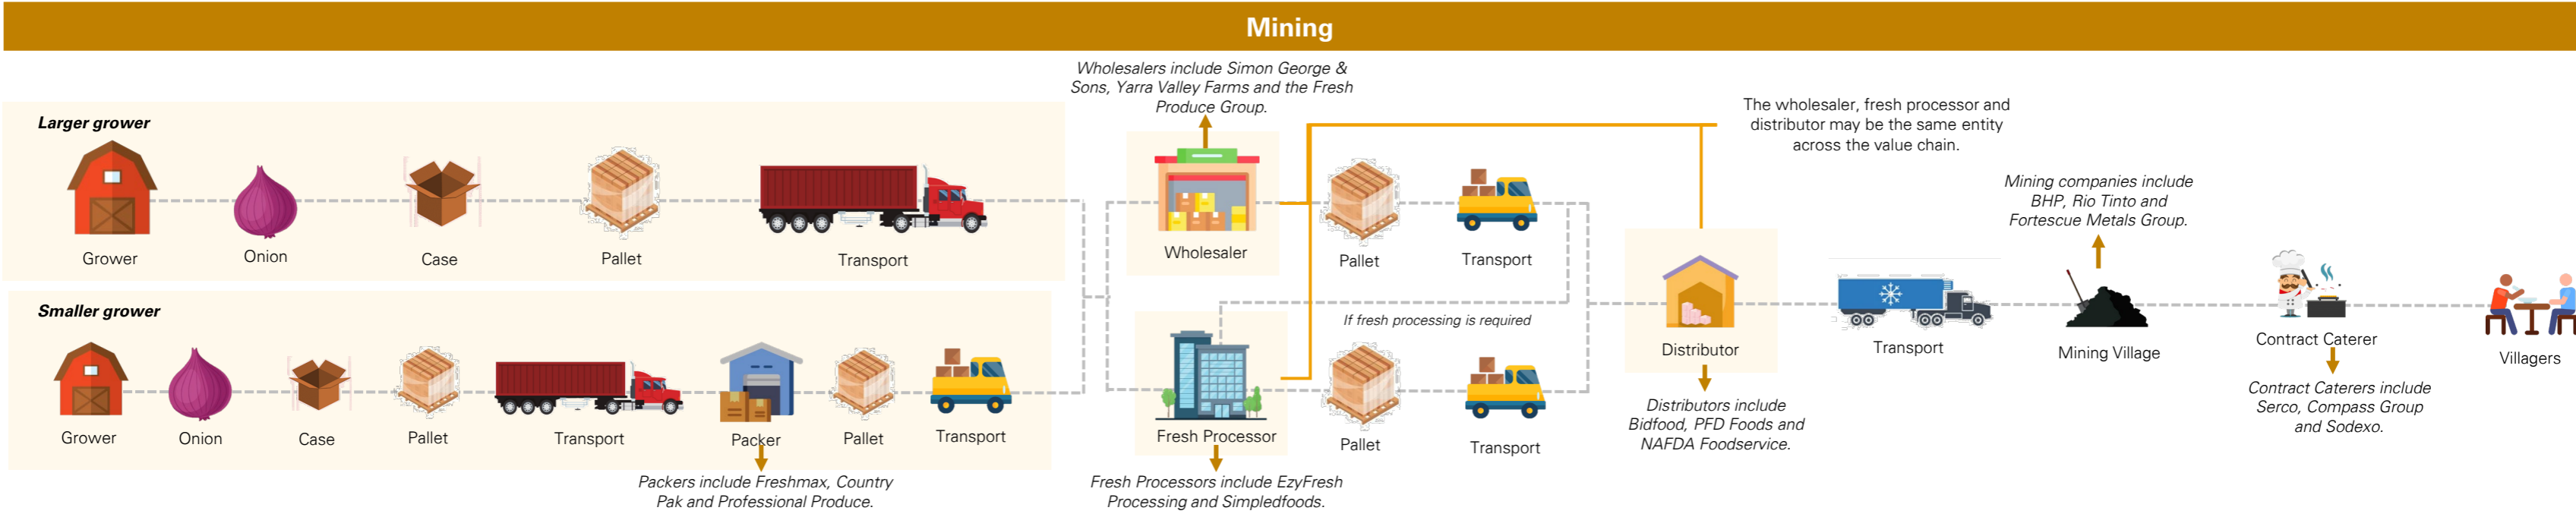 Mining
Wholesalers include Simon George &
Sons, Yarra Valley Farms and the Fresh
Produce Group.
The wholesaler, fresh processor and
distributor may be the same entity
across the value chain.
Larger grower
Grower
Onion
Case
Pallet
Transport
Wholesaler
Pallet
Transport
Mining companies include
BHP, Rio Tinto and
Fortescue Metals Group.
Smaller grower
Grower
Onion
Case
Pallet
Transport
Packer
Pallet
Transport
Packers include Freshmax, Country
Pak and Professional Produce.
If fresh processing is required
Fresh Processor
Pallet
Transport
Fresh Processors include EzyFresh
Processing and Simpledfoods.
Distributor
Distributors include
Bidfood, PFD Foods and
NAFDA Foodservice.
Transport
Mining Village
Contract Caterer
Contract Caterers include
Serco, Compass Group
and Sodexo.
Villagers